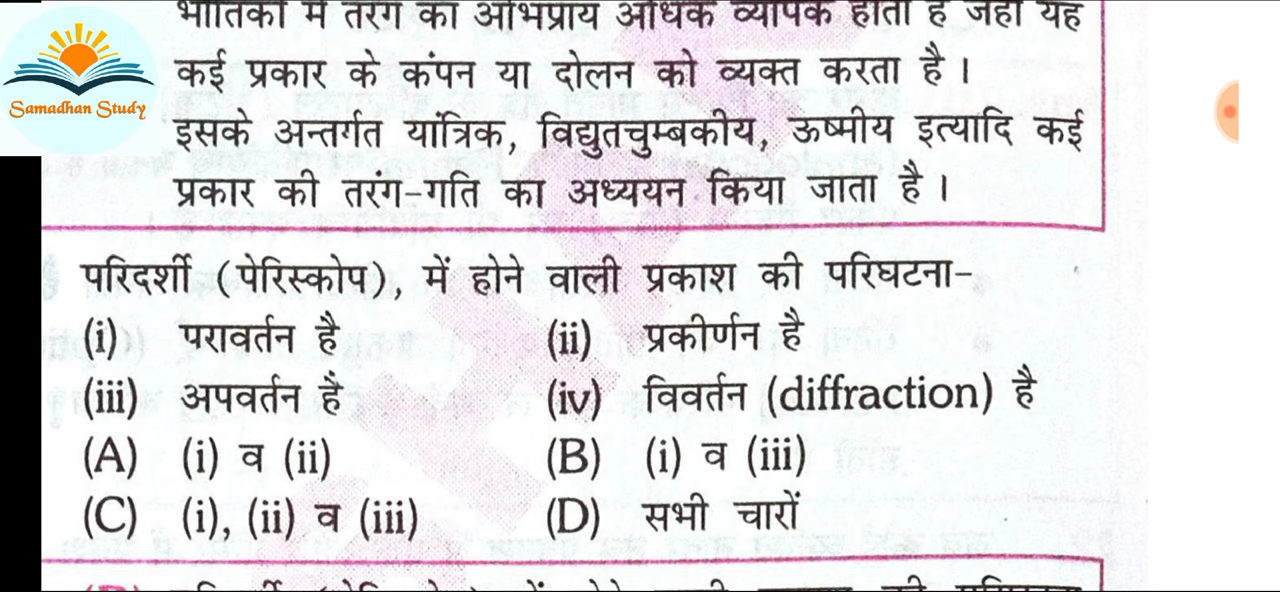 भौतिकी में तरंग का अभिप्राय अधिक व्यापक होता है जहाँ यह
कई प्रकार के कंपन या दोलन को व्यक्त करता है।
Samadhan Study
इसके अन्तर्गत यांत्रिक, विद्युतचुम्बकीय, ऊष्मीय इत्यादि कई
प्रकार की तरंग-गति का अध्ययन किया जाता है।
परिदर्शी (पेरिस्कोप), में होने वाली प्रकाश की परिघटना-
(i) परावर्तन है (ii) प्रकीर्णन है
(iii) अपवर्तन है (iv) विवर्तन (diffraction) है
(A) (i) व (ii) (B) (i) व (iii)
(C) (i), (ii) व (iii) (D) सभी चारों